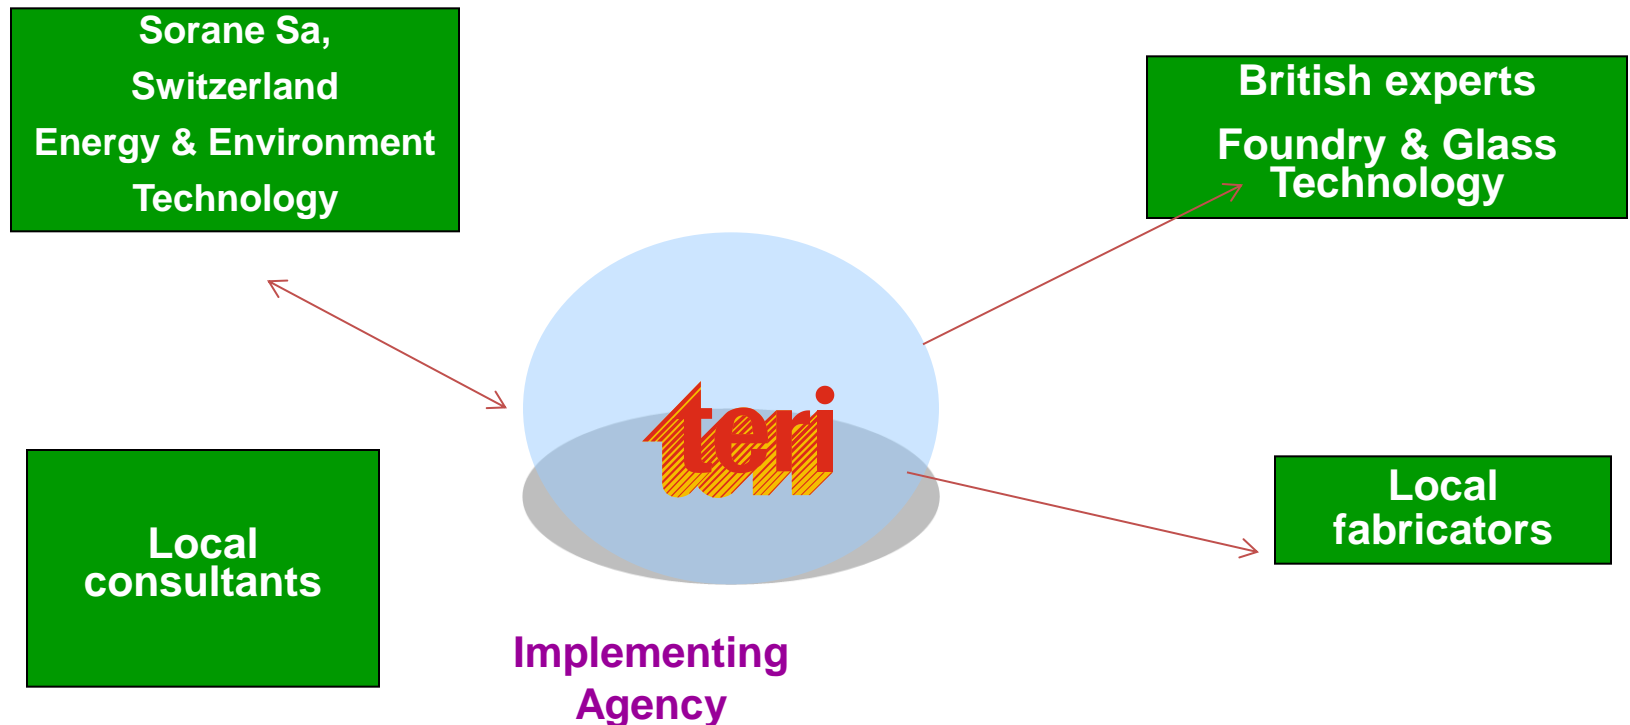 Sorane Sa,
Switzerland
Energy & Environment
Technology
British experts
Foundry & Glass
Technology
teri
Local
consultants
Local
fabricators
Implementing
Agency